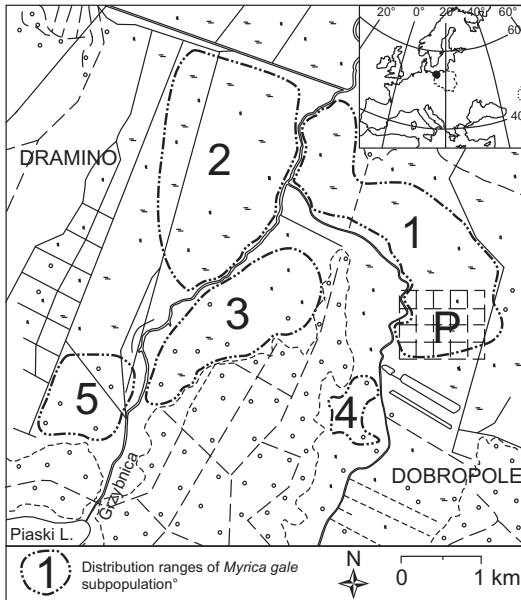 20° 0° 20° 40° 60°
60°
40
DRAMINO
2
1
3
P
5
4
Grzybnica
DOBROPOLE
Piaski L.
1 Distribution ranges of Myrica gale
subpopulation°
N
0 1 km